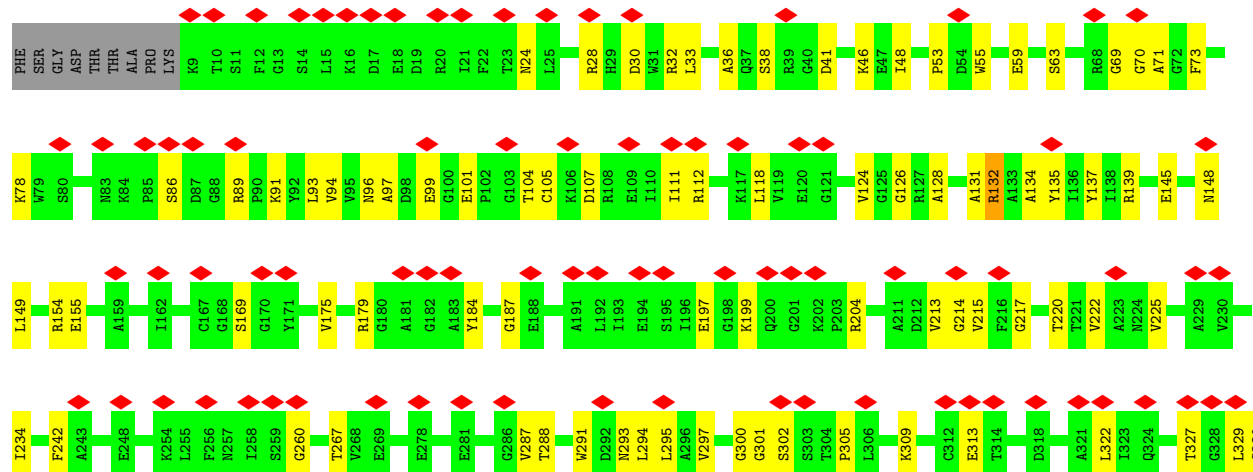 PHE SER GLY ASP THR THR ALA PRO LYS K9 T10 S11 F12 G13 S14 L15 K16 D17 E18 D19 R20 I21 F22 T23 N24 L25 R28 H29 D30 W31 R32 L33 A36 Q37 S38 R39 G40 D41 K46 E47 I48 P53 D54 W55 E59 S63 R68 G69 G70 A71 G72 F73
K78 W79 S80 N83 K84 P85 S86 D87 G88 R89 P90 K91 Y92 L93 V94 V95 N96 A97 D98 E99 G100 E101 P102 G103 T104 C105 K106 D107 R108 E109 I110 I111 R112 K117 L118 V119 E120 G121 V124 G125 G126 R127 A128 A131 R132 A133 A134 Y135 I136 Y137 I138 R139 E145 N148
L149 R154 E155 A159 I162 C167 G168 S169 G170 Y171 V175 R179 G180 A181 G182 A183 Y184 G187 E188 A191 L192 I193 E194 S195 I196 E197 G198 K199 Q200 G201 K202 P203 R204 A211 D212 V213 G214 V215 F216 G217 T220 T221 V222 A223 N224 V225 A229 V230
I234 F242 A243 E248 K254 L255 F256 N257 I258 S259 G260 T267 V268 E269 E278 E281 G286 V287 T288 W291 D292 N293 L294 L295 A296 V297 G300 G301 S302 S303 T304 P305 L306 K309 G312 E313 T314 D318 A321 L322 I323 Q324 T327 G328 L329